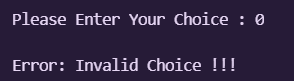 Please Enter Your Choice : 0
Error: Invalid Choice !!!